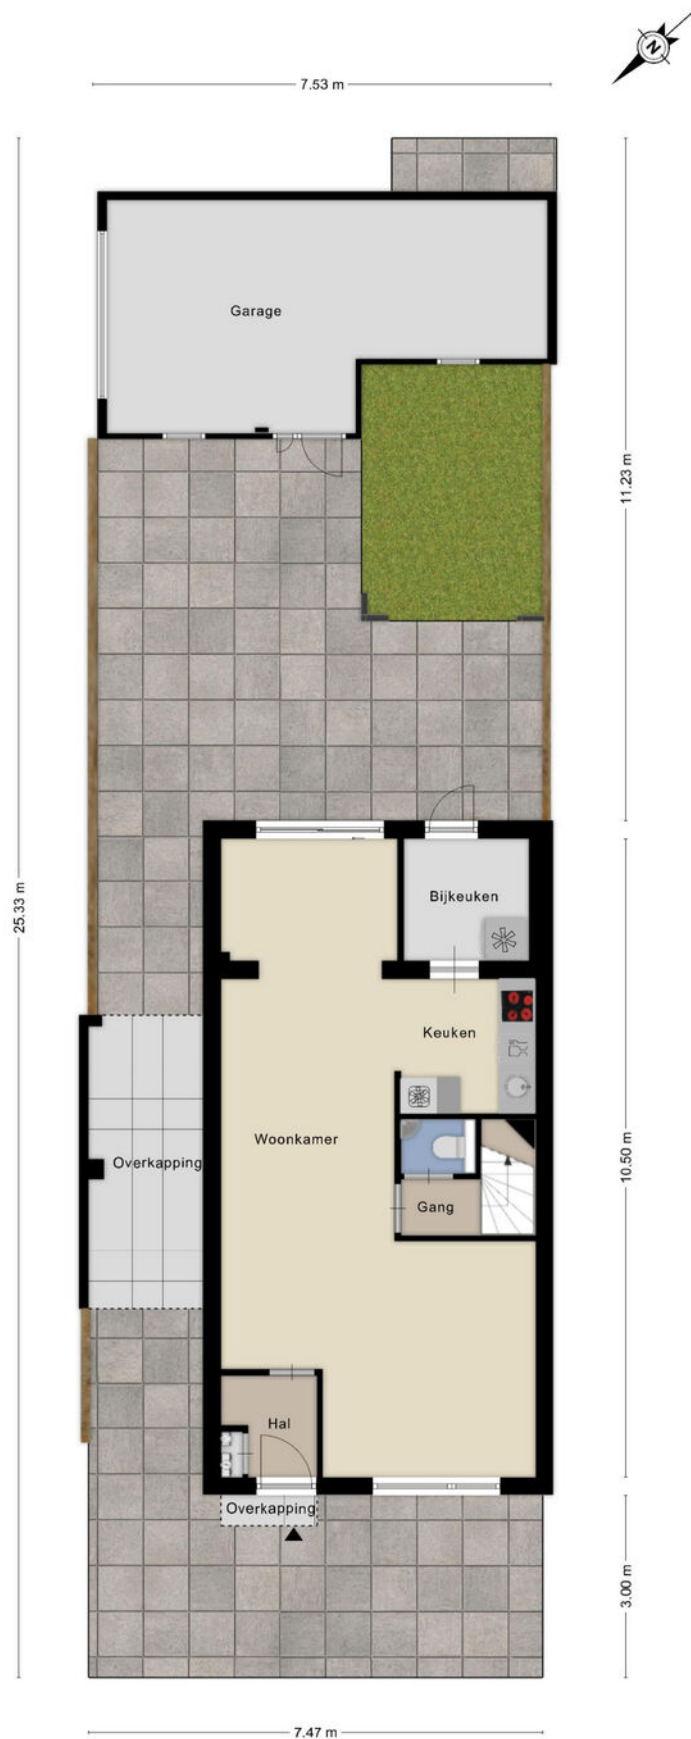 N
7.53 m
Garage
11.23 m
25.33 m
Bijkeuken
Keuken
Woonkamer
10.50 m
Overkapping
Gang
Hal
Overkapping
3.00 m
7.47 m